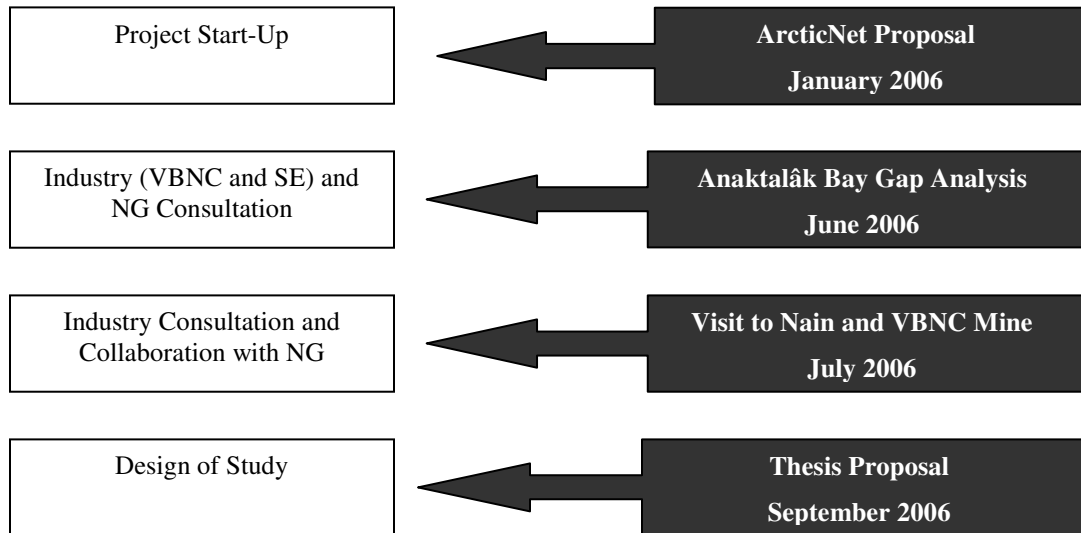 Project Start-Up
ArcticNet Proposal
January 2006
Industry (VBNC and SE) and
NG Consultation
Anaktalâk Bay Gap Analysis
June 2006
Industry Consultation and
Collaboration with NG
Visit to Nain and VBNC Mine
July 2006
Design of Study
Thesis Proposal
September 2006